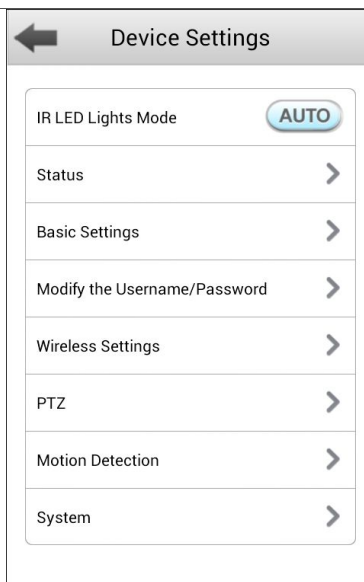 Device Settings
IR LED Lights Mode AUTO
Status
Basic Settings
Modify the Username/Password
Wireless Settings
PTZ
Motion Detection
System